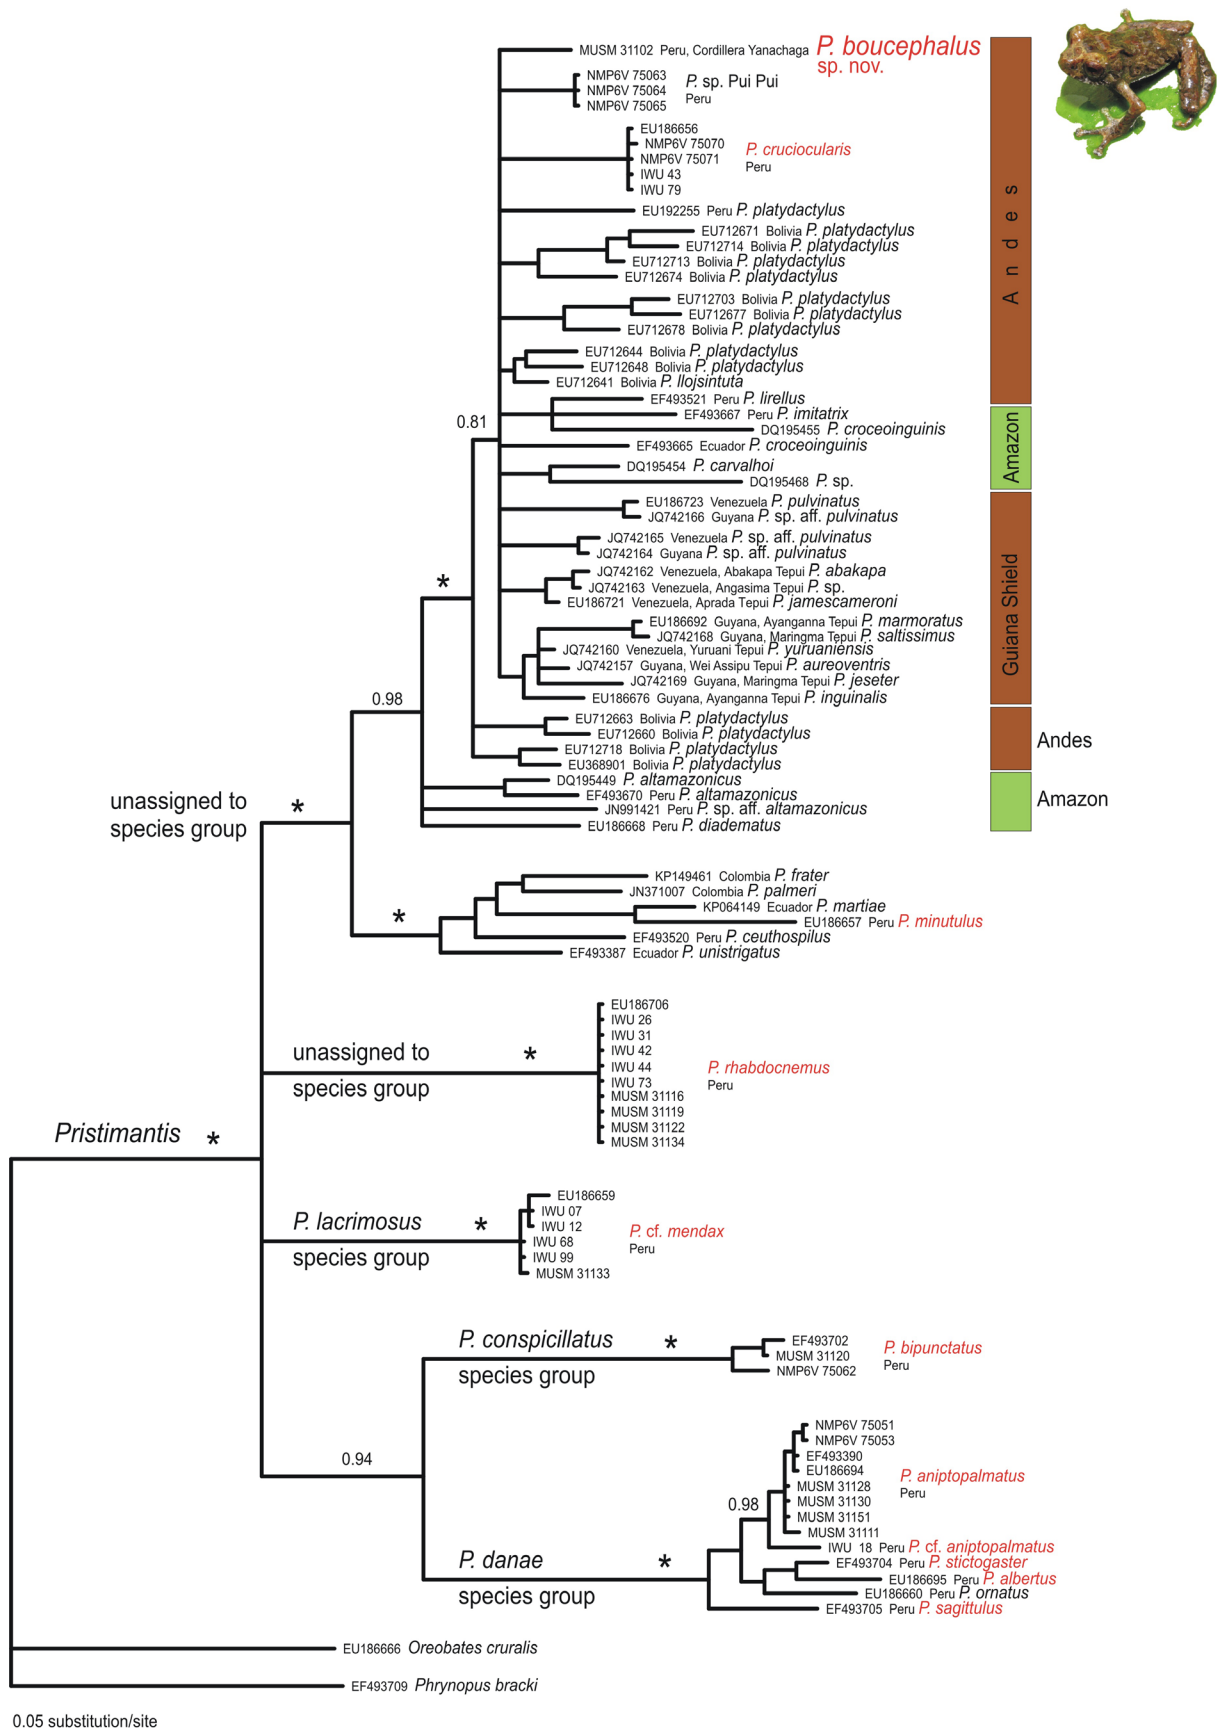 MUSM 31102 Peru, Cordillera Yanachaga P. boucephalus
sp. nov.
NMP6V 75063
NMP6V 75064
NMP6V 75065
P. sp. Pui Pui
Peru
EU186656
NMP6V 75070
NMP6V 75071
IWU 43
IWU 79
P. cruciocularis
Peru
EU192255 Peru P. platydactylus
EU712671 Bolivia P. platydactylus
EU712714 Bolivia P. platydactylus
EU712713 Bolivia P. platydactylus
EU712674 Bolivia P. platydactylus
EU712703 Bolivia P. platydactylus
EU712677 Bolivia P. platydactylus
EU712678 Bolivia P. platydactylus
EU712644 Bolivia P. platydactylus
EU712648 Bolivia P. platydactylus
EU712641 Bolivia P. llojsintuta
Andes
EF493521 Peru P. lirellus
EF493667 Peru P. imitatrix
DQ195455 P. croceoinguinis
0.81
EF493665 Ecuador P. croceoinguinis
DQ195454 P. carvalhoi
DQ195468 P. sp.
Amazon
EU186723 Venezuela P. pulvinatus
JQ742166 Guyana P. sp. aff. pulvinatus
JQ742165 Venezuela P. sp. aff. pulvinatus
JQ742164 Guyana P. sp. aff. pulvinatus
JQ742162 Venezuela, Abakapa Tepui P. abakapa
*
JQ742163 Venezuela, Angasima Tepui P. sp.
EU186721 Venezuela, Aprada Tepui P. jamescameroni
EU186692 Guyana, Ayanganna Tepui P. marmoratus
JQ742168 Guyana, Maringma Tepui P. saltissimus
JQ742160 Venezuela, Yuruani Tepui P. yuruaniensis
JQ742157 Guyana, Wei Assipu Tepui P. aureoventris
JQ742169 Guyana, Maringma Tepui P. jeseter
EU186676 Guyana, Ayanganna Tepui P. inguinalis
Guiana Shield
0.98
EU712663 Bolivia P. platydactylus
EU712660 Bolivia P. platydactylus
EU712718 Bolivia P. platydactylus
EU368901 Bolivia P. platydactylus
Andes
DQ195449 P. altamazonicus
EF493670 Peru P. altamazonicus
JN991421 Peru P. sp. aff. altamazonicus
EU186668 Peru P. diadematus
Amazon
unassigned to
species group
*
KP149461 Colombia P. frater
JN371007 Colombia P. palmeri
KP064149 Ecuador P. martiae
EU186657 Peru P. minutulus
EF493520 Peru P. ceuthospilus
EF493387 Ecuador P. unistrigatus
*
EU186706
IWU 26
IWU 31
IWU 42
IWU 44
IWU 73
MUSM 31116
MUSM 31119
MUSM 31122
MUSM 31134
P. rhabdocnemus
Peru
unassigned to
species group
*
Pristimantis *
EU186659
IWU 07
IWU 12
IWU 68
IWU 99
MUSM 31133
P. cf. mendax
Peru
P. lacrimosus
species group
*
P. conspicillatus
species group
*
EF493702
MUSM 31120
NMP6V 75062
P. bipunctatus
Peru
0.94
NMP6V 75051
NMP6V 75053
EF493390
EU186694
MUSM 31128
MUSM 31130
MUSM 31151
MUSM 31111
P. aniptopalmatus
Peru
0.98
IWU 18 Peru P. cf. aniptopalmatus
EF493704 Peru P. stictogaster
EU186695 Peru P. albertus
EU186660 Peru P. ornatus
EF493705 Peru P. sagittulus
P. danae
species group
*
EU186666 Oreobates cruralis
EF493709 Phrynopus bracki
0.05 substitution/site